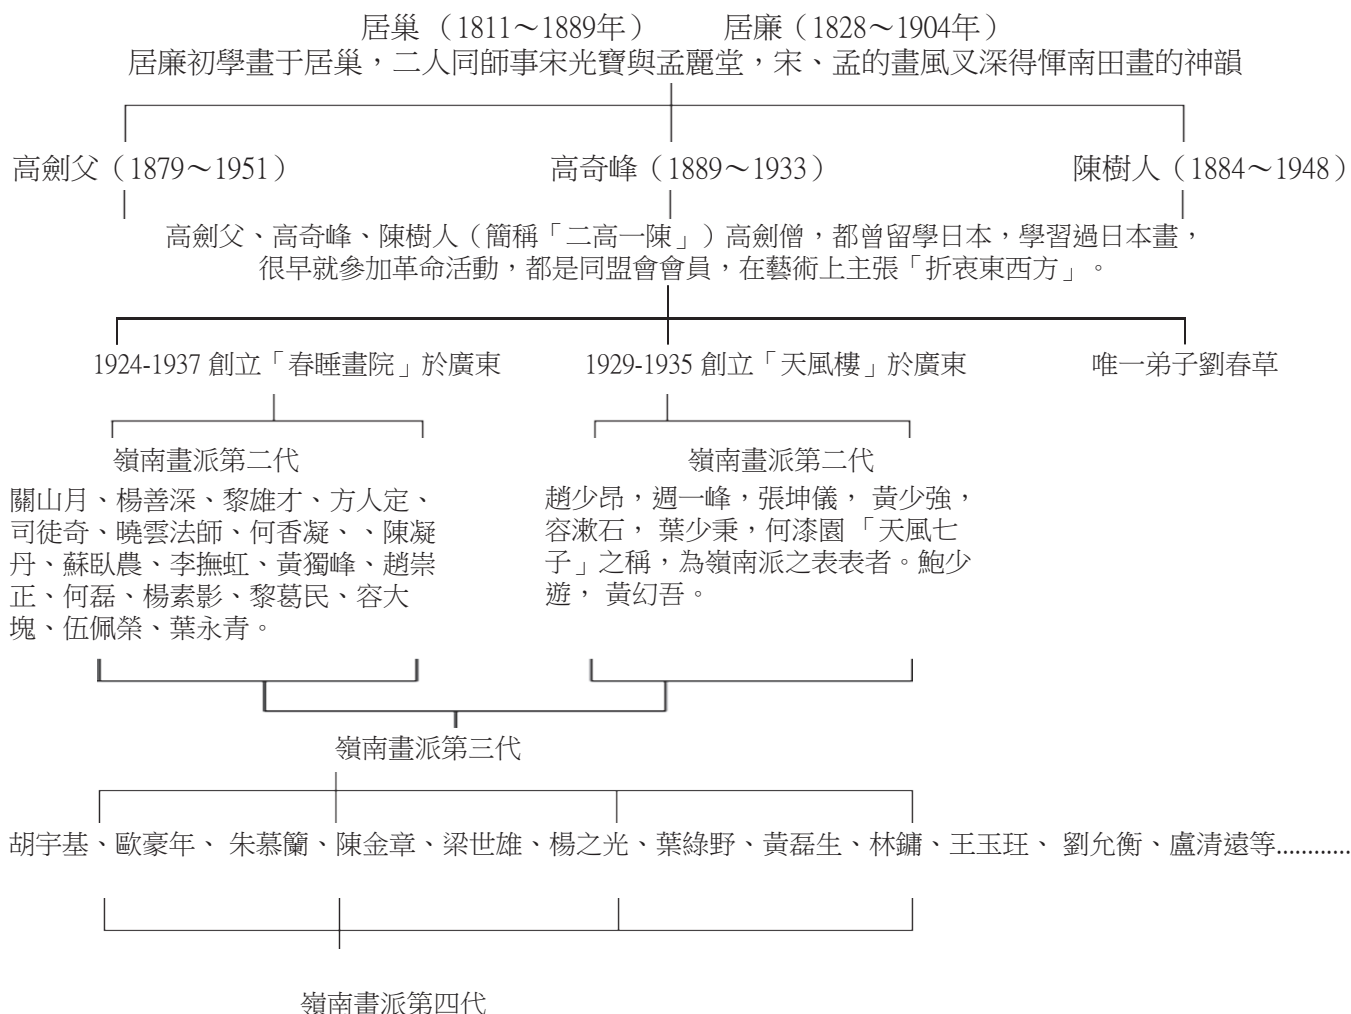 居巢 （1811～1889年） 居廉（1828～1904年）
居廉初學畫于居巢，二人同師事宋光寶與孟麗堂，宋、孟的畫風又深得惲南田畫的神韻
高劍父（1879～1951） 高奇峰（1889～1933） 陳樹人（1884～1948）
高劍父、高奇峰、陳樹人（簡稱「二高一陳」）高劍僧，都曾留學日本，學習過日本畫，
很早就參加革命活動，都是同盟會會員，在藝術上主張「折衷東西方」。
1924-1937 創立「春睡畫院」於廣東 1929-1935 創立「天風樓」於廣東 唯一弟子劉春草
嶺南畫派第二代
關山月、楊善深、黎雄才、方人定、
司徒奇、曉雲法師、何香凝、、陳凝
丹、蘇臥農、李撫虹、黃獨峰、趙崇
正、何磊、楊素影、黎葛民、容大
塊、伍佩榮、葉永青。
嶺南畫派第二代
趙少昂，週一峰，張坤儀， 黃少強，
容漱石， 葉少秉，何漆園 「天風七
子」之稱，為嶺南派之表表者。鮑少
遊， 黃幻吾。
嶺南畫派第三代
胡宇基、歐豪年、 朱慕蘭、陳金章、梁世雄、楊之光、葉綠野、黃磊生、林鏞、王玉玨、 劉允衡、盧清遠等............
嶺南畫派第四代